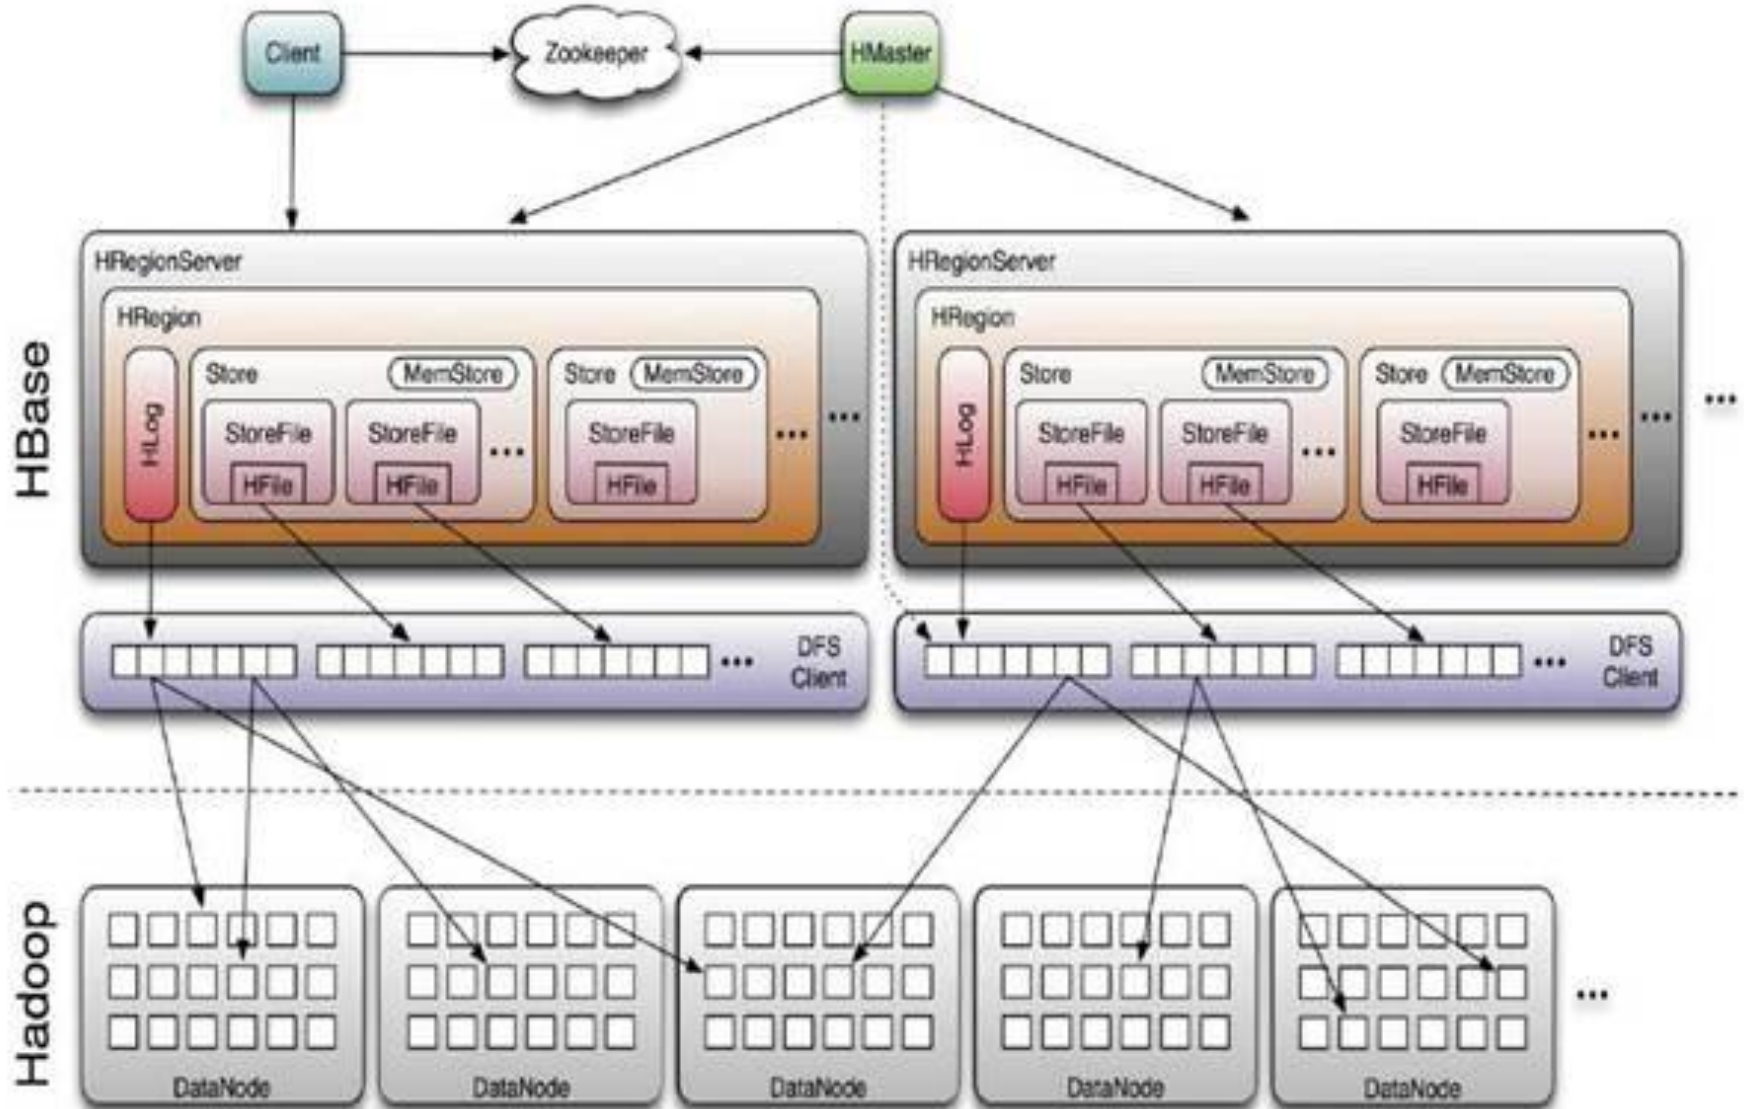 Client
Zookeeper
HMaster
HBase
HRegionServer
HRegion
HLog
Store
MemStore
StoreFile
HFile
StoreFile
HFile
...
Store
MemStore
StoreFile
HFile
...
...
HRegionServer
HRegion
HLog
Store
MemStore
StoreFile
HFile
StoreFile
HFile
...
Store
MemStore
StoreFile
HFile
...
...
...
...
DFS
Client
...
DFS
Client
Hadoop
DataNode
DataNode
DataNode
DataNode
DataNode
...